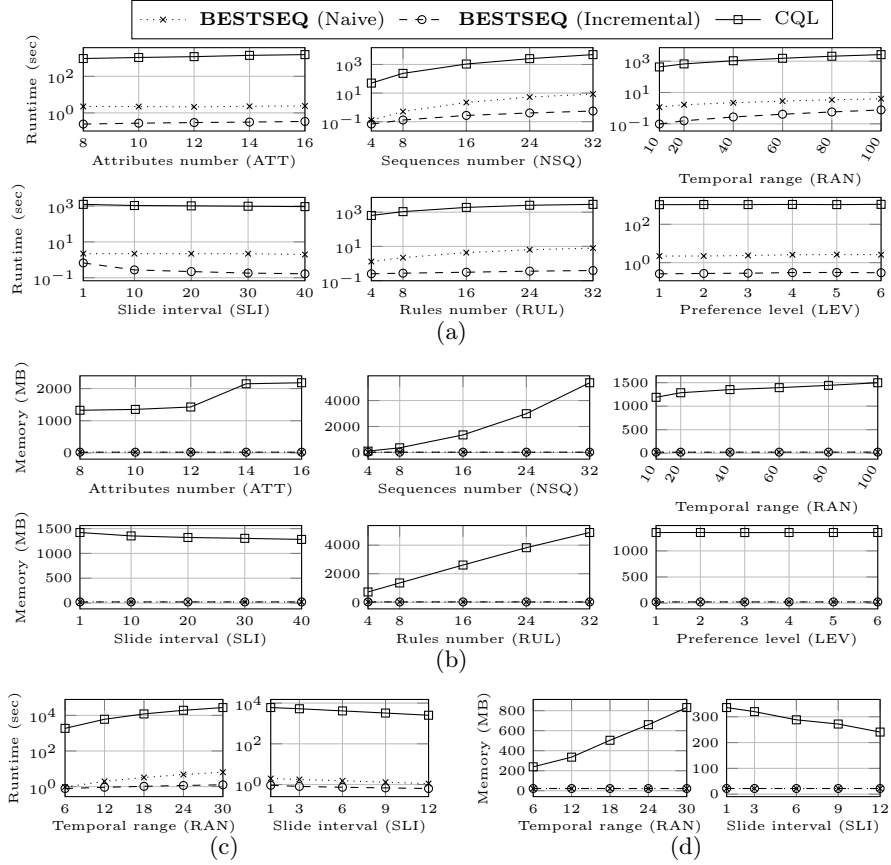 BESTSEQ (Naive) BESTSEQ (Incremental) CQL
Runtime (sec)
10^2
10^0
8 10 12 14 16
Attributes number (ATT)
10^3
10^1
10^−1
4 8 16 24 32
Sequences number (NSQ)
10^3
10^1
10^−1
10 20 40 60 80 100
Temporal range (RAN)
Runtime (sec)
10^3
10^1
10^−1
1 10 20 30 40
Slide interval (SLI)
10^3
10^1
10^−1
4 8 16 24 32
Rules number (RUL)
10^2
10^0
1 2 3 4 5 6
Preference level (LEV)
(a)
Memory (MB)
2000
1000
0
8 10 12 14 16
Attributes number (ATT)
4000
2000
0
4 8 16 24 32
Sequences number (NSQ)
1500
1000
500
0
10 20 40 60 80 100
Temporal range (RAN)
Memory (MB)
1500
1000
500
0
1 10 20 30 40
Slide interval (SLI)
4000
2000
0
4 8 16 24 32
Rules number (RUL)
1000
500
0
1 2 3 4 5 6
Preference level (LEV)
(b)
Runtime (sec)
10^4
10^2
10^0
6 12 18 24 30
Temporal range (RAN)
10^4
10^2
10^0
1 3 6 9 12
Slide interval (SLI)
(c)
Memory (MB)
800
600
400
200
0
6 12 18 24 30
Temporal range (RAN)
300
200
100
0
1 3 6 9 12
Slide interval (SLI)
(d)